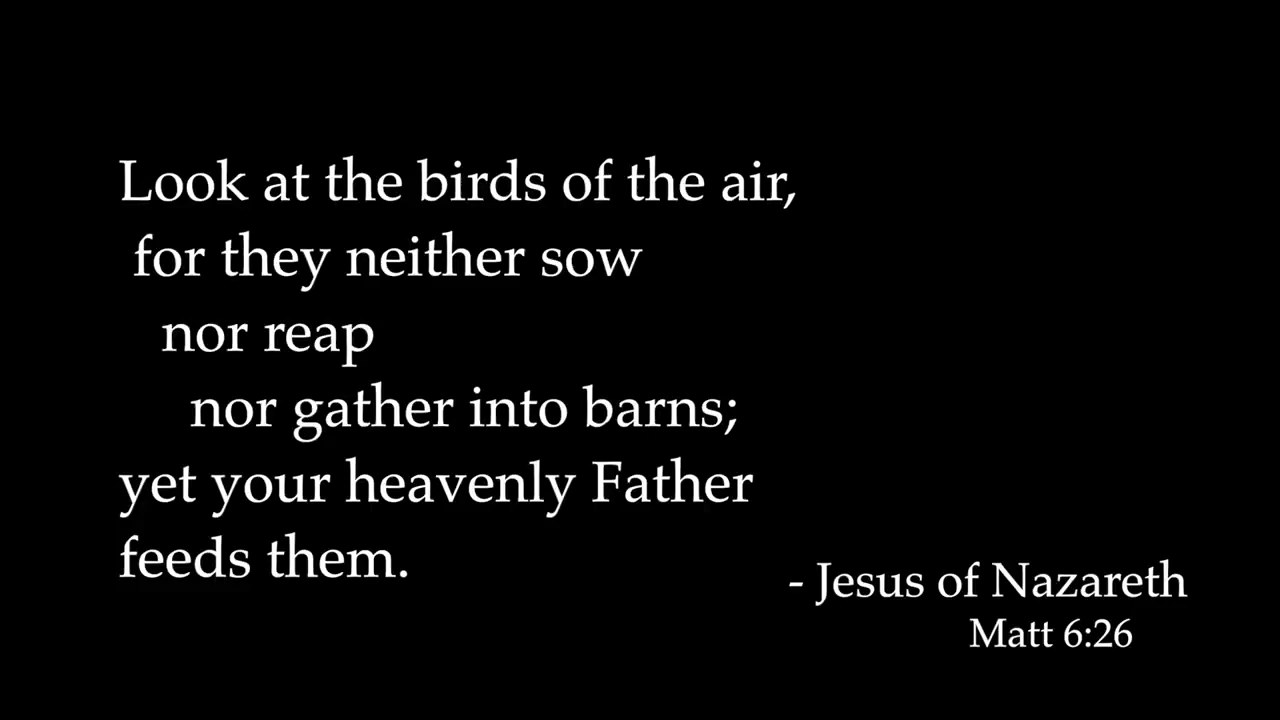 Look at the birds of the air,
for they neither sow
nor reap
nor gather into barns;
yet your heavenly Father
feeds them.
- Jesus of Nazareth
Matt 6:26